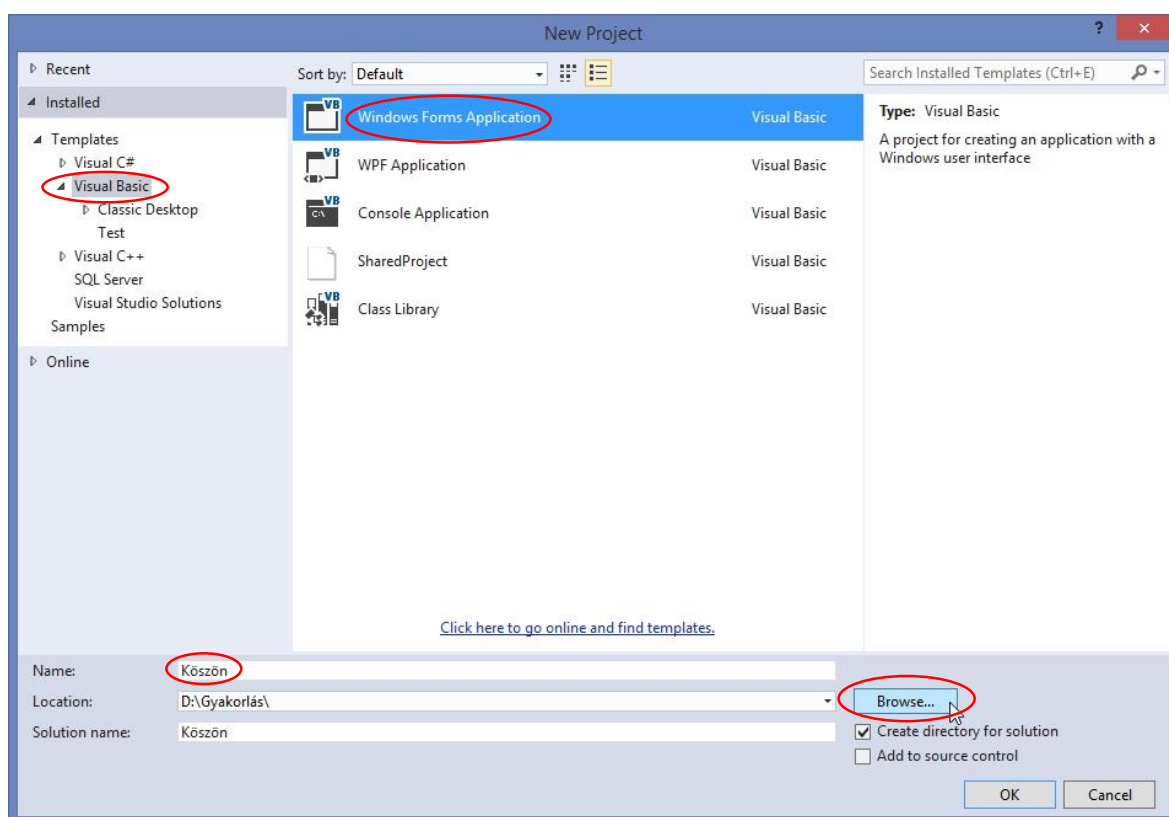 New Project
?
Recent
Installed
Templates
Visual C#
Visual Basic
Classic Desktop
Test
Visual C++
SQL Server
Visual Studio Solutions
Samples
Online
Sort by: Default
VB Windows Forms Application Visual Basic
VB WPF Application Visual Basic
VB C:\ Console Application Visual Basic
SharedProject Visual Basic
VB Class Library Visual Basic
Click here to go online and find templates.
Search Installed Templates (Ctrl+E)
Type: Visual Basic
A project for creating an application with a
Windows user interface
Name: Köszön
Location: D:\Gyakorlás\ Browse...
Solution name: Köszön
Create directory for solution
Add to source control
OK Cancel